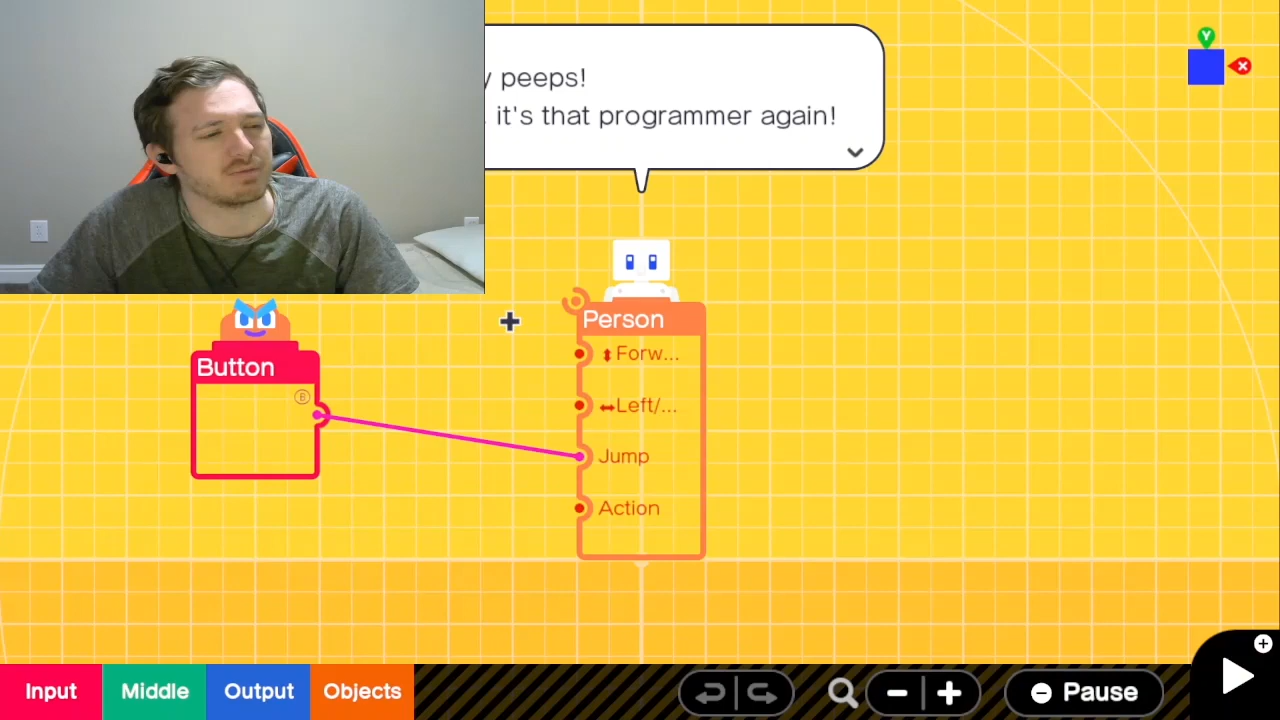 peeps!
it's that programmer again!
Y
Person
Forw...
Button
B
Left/...
Jump
Action
Input
Middle
Output
Objects
Pause